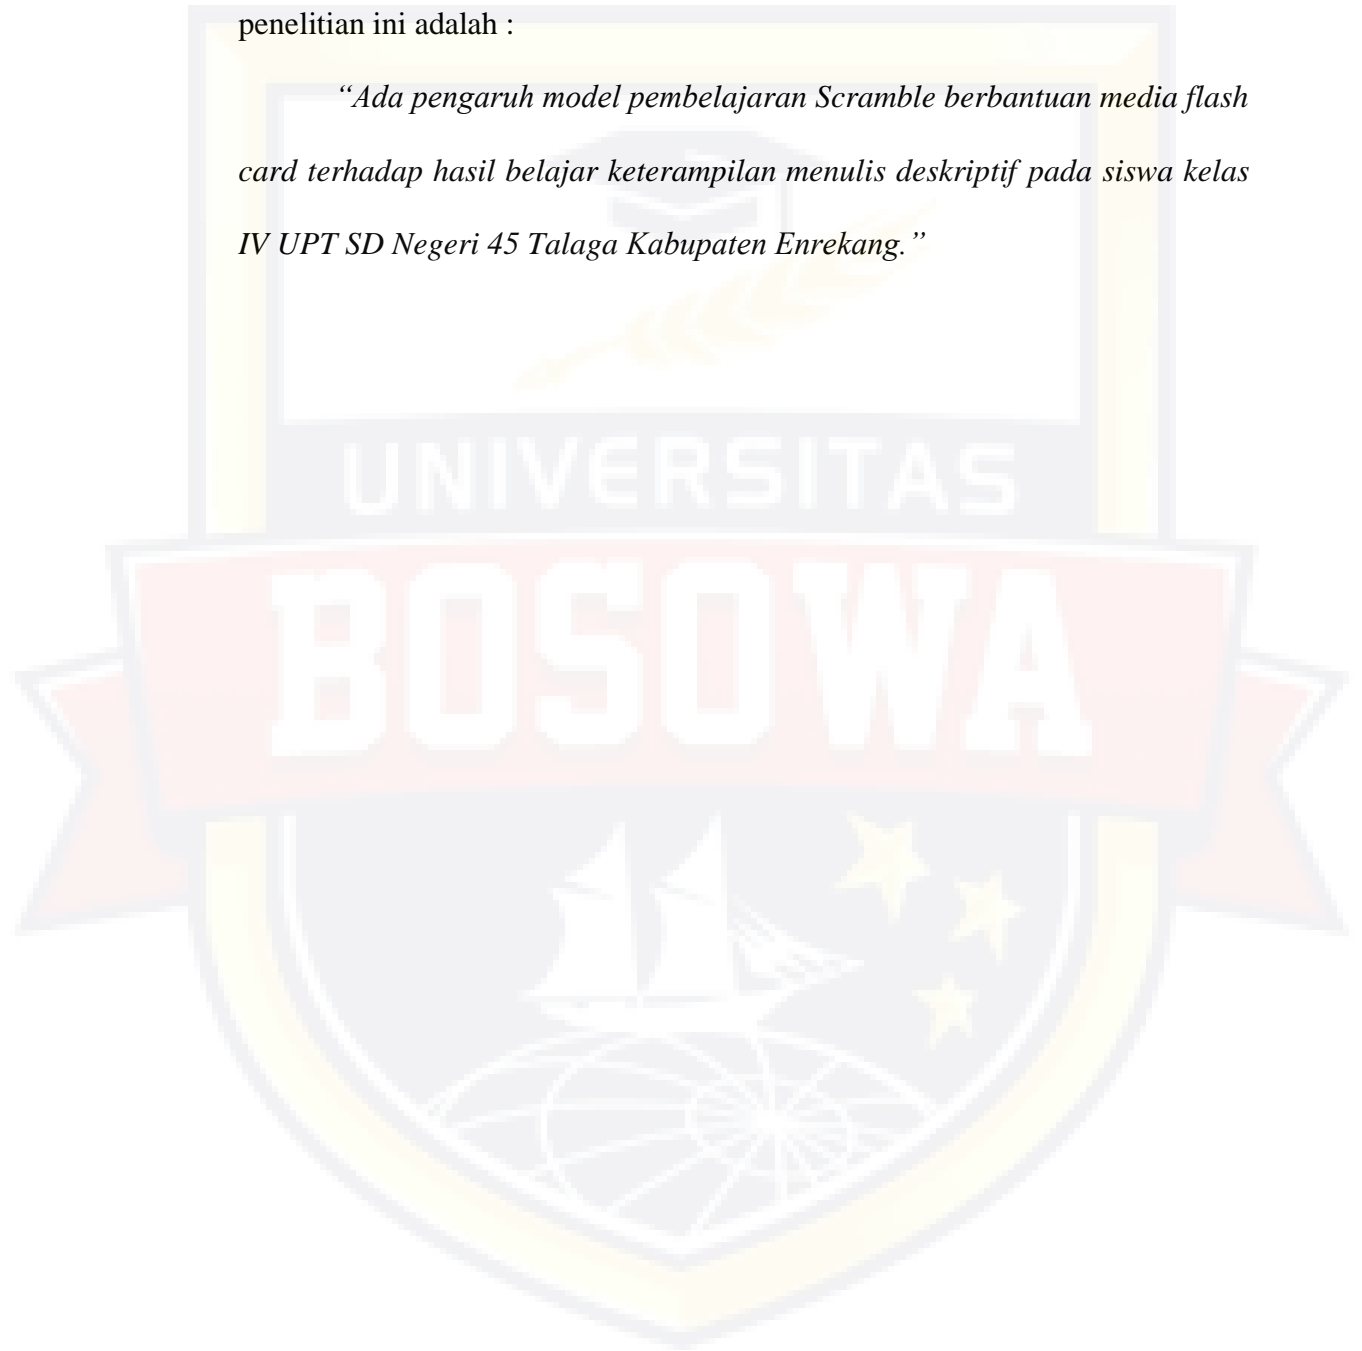 penelitian ini adalah :
“Ada pengaruh model pembelajaran Scramble berbantuan media flash
card terhadap hasil belajar keterampilan menulis deskriptif pada siswa kelas
IV UPT SD Negeri 45 Talaga Kabupaten Enrekang.”
UNIVERSITAS
BOSOWA